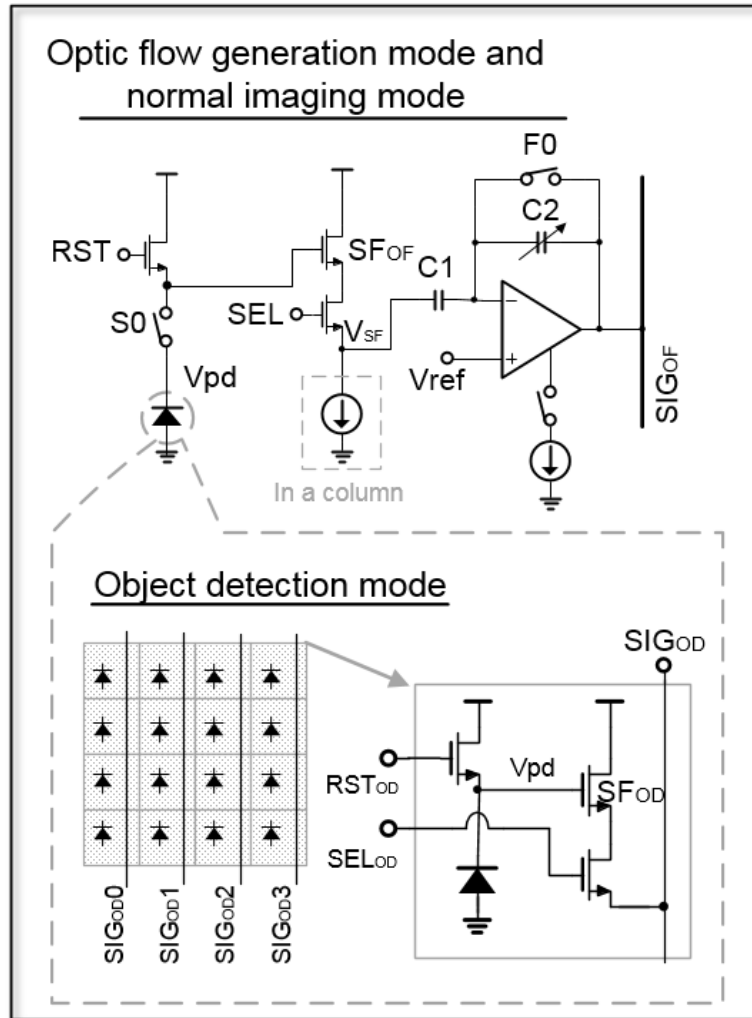 Optic flow generation mode and
normal imaging mode
F0
C2
RST
SFOF
C1
S0
SEL
VSF
Vpd
Vref
SIGOF
In a column
Object detection mode
SIGOD
RSTOD
Vpd
SFOD
SELOD
SIGOD0
SIGOD1
SIGOD2
SIGOD3